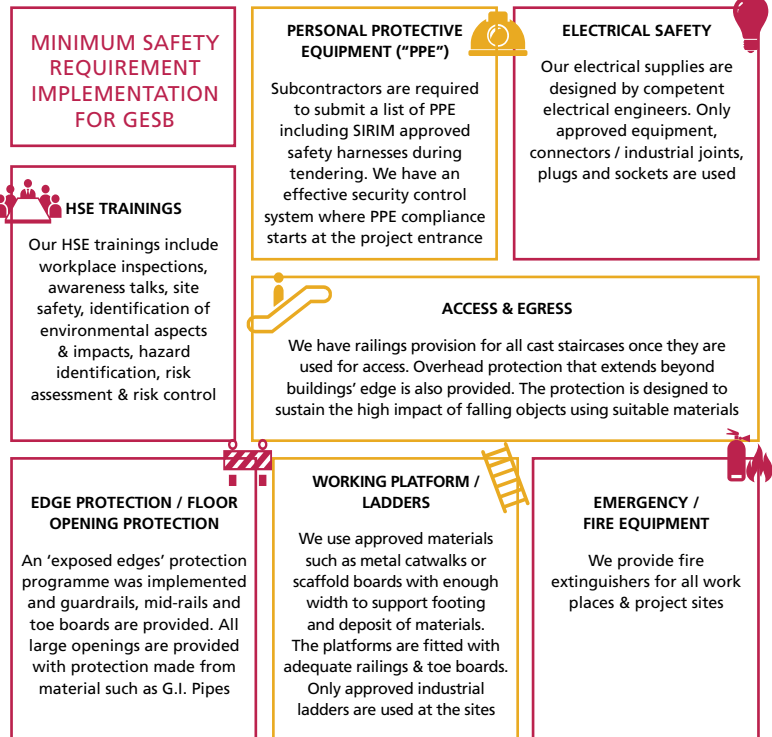 MINIMUM SAFETY
REQUIREMENT
IMPLEMENTATION
FOR GESB
PERSONAL PROTECTIVE
EQUIPMENT ("PPE")
Subcontractors are required
to submit a list of PPE
including SIRIM approved
safety harnesses during
tendering. We have an
effective security control
system where PPE compliance
starts at the project entrance
ELECTRICAL SAFETY
Our electrical supplies are
designed by competent
electrical engineers. Only
approved equipment,
connectors / industrial joints,
plugs and sockets are used
HSE TRAININGS
Our HSE trainings include
workplace inspections,
awareness talks, site
safety, identification of
environmental aspects
& impacts, hazard
identification, risk
assessment & risk control
ACCESS & EGRESS
We have railings provision for all cast staircases once they are
used for access. Overhead protection that extends beyond
buildings’ edge is also provided. The protection is designed to
sustain the high impact of falling objects using suitable materials
EDGE PROTECTION / FLOOR
OPENING PROTECTION
An ‘exposed edges’ protection
programme was implemented
and guardrails, mid-rails and
toe boards are provided. All
large openings are provided
with protection made from
material such as G.I. Pipes
WORKING PLATFORM /
LADDERS
We use approved materials
such as metal catwalks or
scaffold boards with enough
width to support footing
and deposit of materials.
The platforms are fitted with
adequate railings & toe boards.
Only approved industrial
ladders are used at the sites
EMERGENCY /
FIRE EQUIPMENT
We provide fire
extinguishers for all work
places & project sites